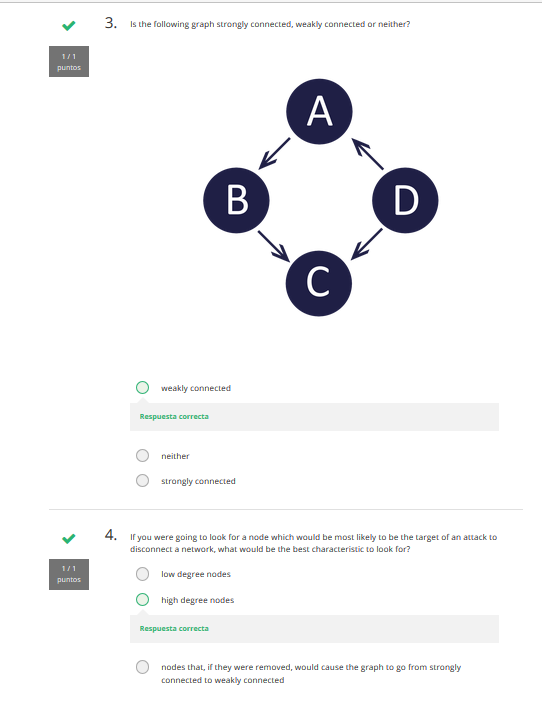 3. Is the following graph strongly connected, weakly connected or neither?
1 / 1
puntos
A
B
D
C
weakly connected
Respuesta correcta
neither
strongly connected
4. If you were going to look for a node which would be most likely to be the target of an attack to
disconnect a network, what would be the best characteristic to look for?
1 / 1
puntos
low degree nodes
high degree nodes
Respuesta correcta
nodes that, if they were removed, would cause the graph to go from strongly
connected to weakly connected